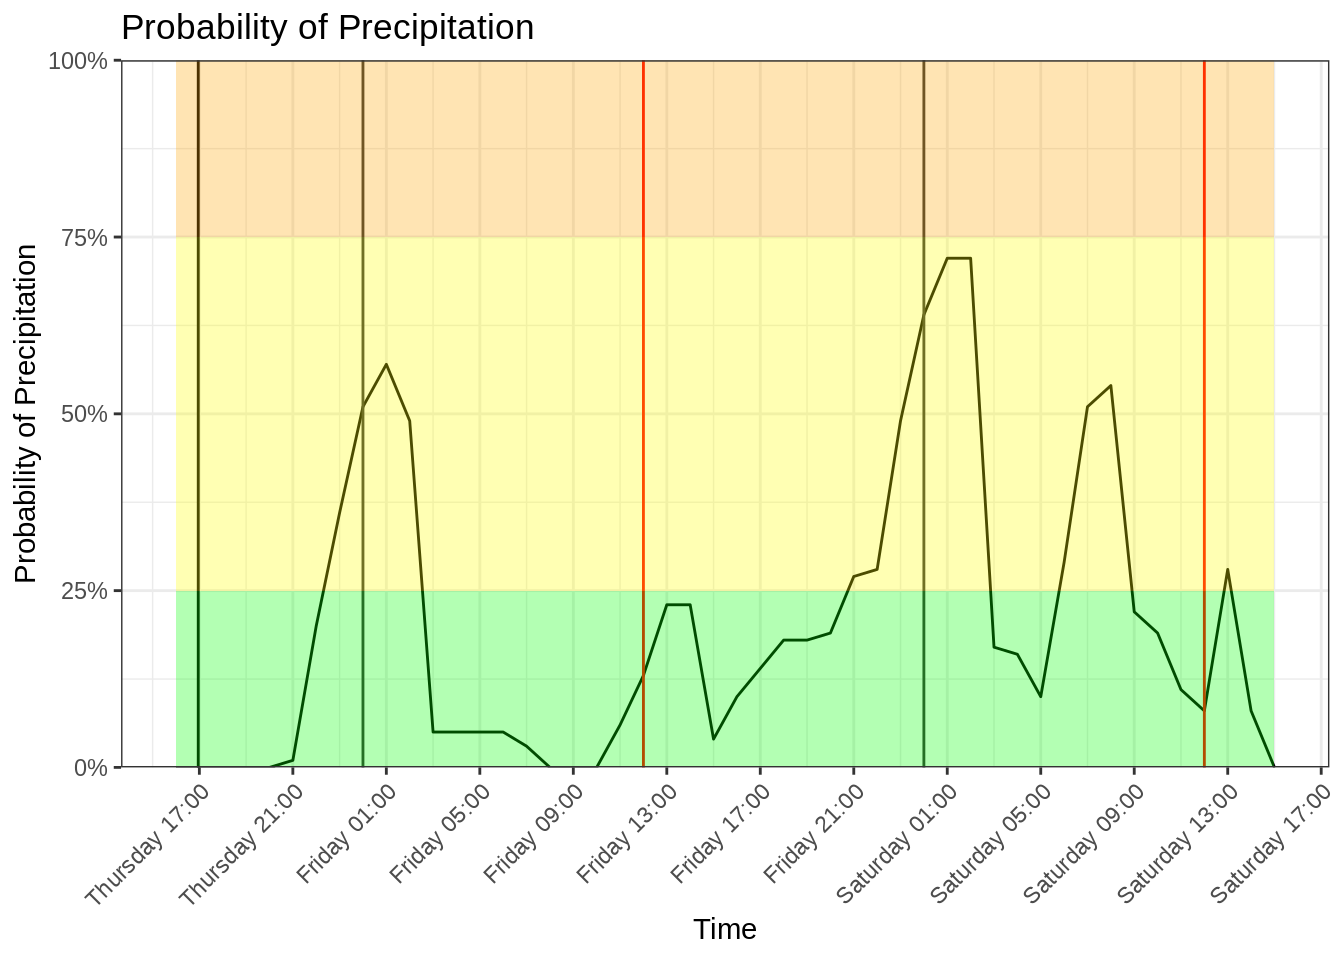 Probability of Precipitation
100%
75%
50%
25%
0%
Probability of Precipitation
Thursday 17:00
Thursday 21:00
Friday 01:00
Friday 05:00
Friday 09:00
Friday 13:00
Friday 17:00
Friday 21:00
Saturday 01:00
Saturday 05:00
Saturday 09:00
Saturday 13:00
Saturday 17:00
Time